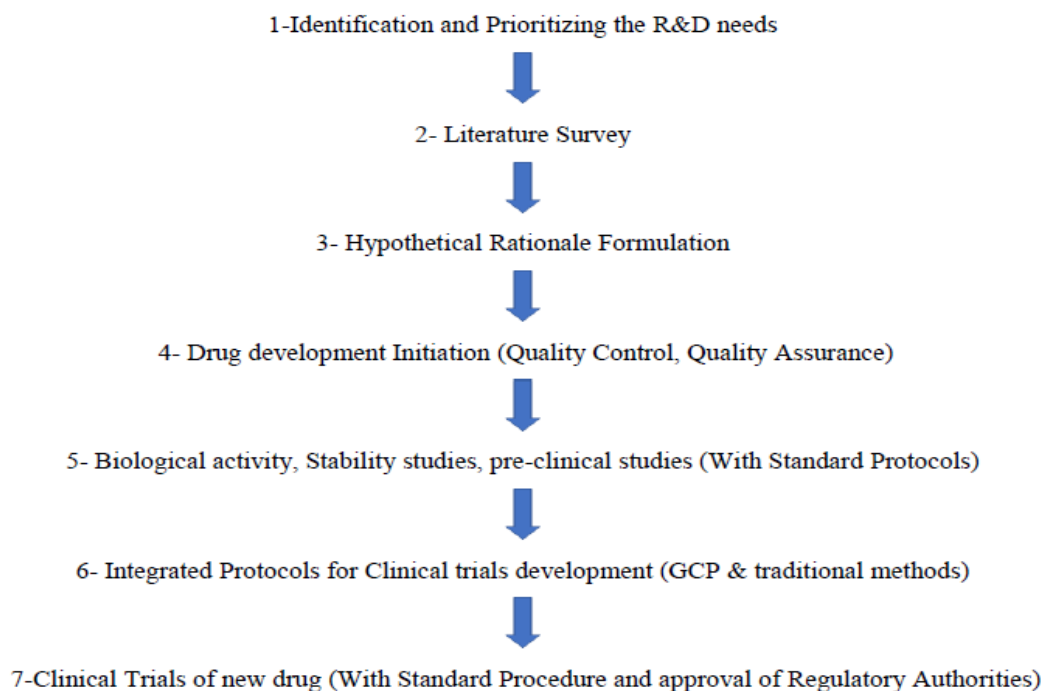 1-Identification and Prioritizing the R&D needs
2- Literature Survey
3- Hypothetical Rationale Formulation
4- Drug development Initiation (Quality Control, Quality Assurance)
5- Biological activity, Stability studies, pre-clinical studies (With Standard Protocols)
6- Integrated Protocols for Clinical trials development (GCP & traditional methods)
7-Clinical Trials of new drug (With Standard Procedure and approval of Regulatory Authorities)